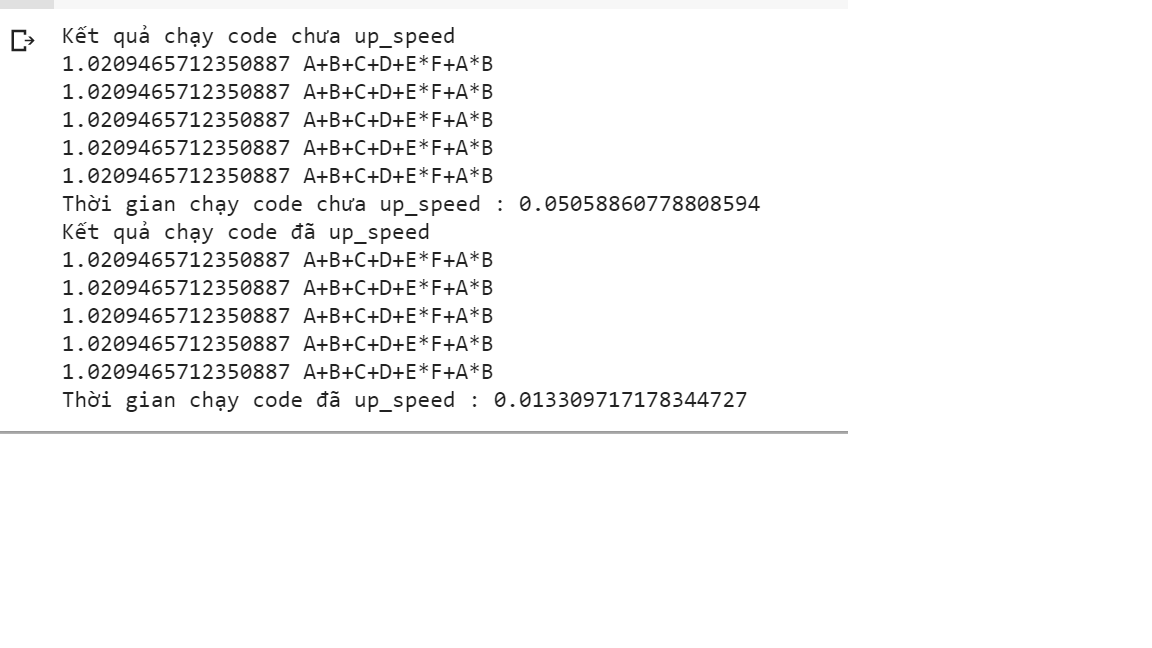 Kết quả chạy code chưa up_speed
1.0209465712350887 A+B+C+D+E*F+A*B
1.0209465712350887 A+B+C+D+E*F+A*B
1.0209465712350887 A+B+C+D+E*F+A*B
1.0209465712350887 A+B+C+D+E*F+A*B
1.0209465712350887 A+B+C+D+E*F+A*B
Thời gian chạy code chưa up_speed : 0.05058860778808594
Kết quả chạy code đã up_speed
1.0209465712350887 A+B+C+D+E*F+A*B
1.0209465712350887 A+B+C+D+E*F+A*B
1.0209465712350887 A+B+C+D+E*F+A*B
1.0209465712350887 A+B+C+D+E*F+A*B
1.0209465712350887 A+B+C+D+E*F+A*B
Thời gian chạy code đã up_speed : 0.013309717178344727